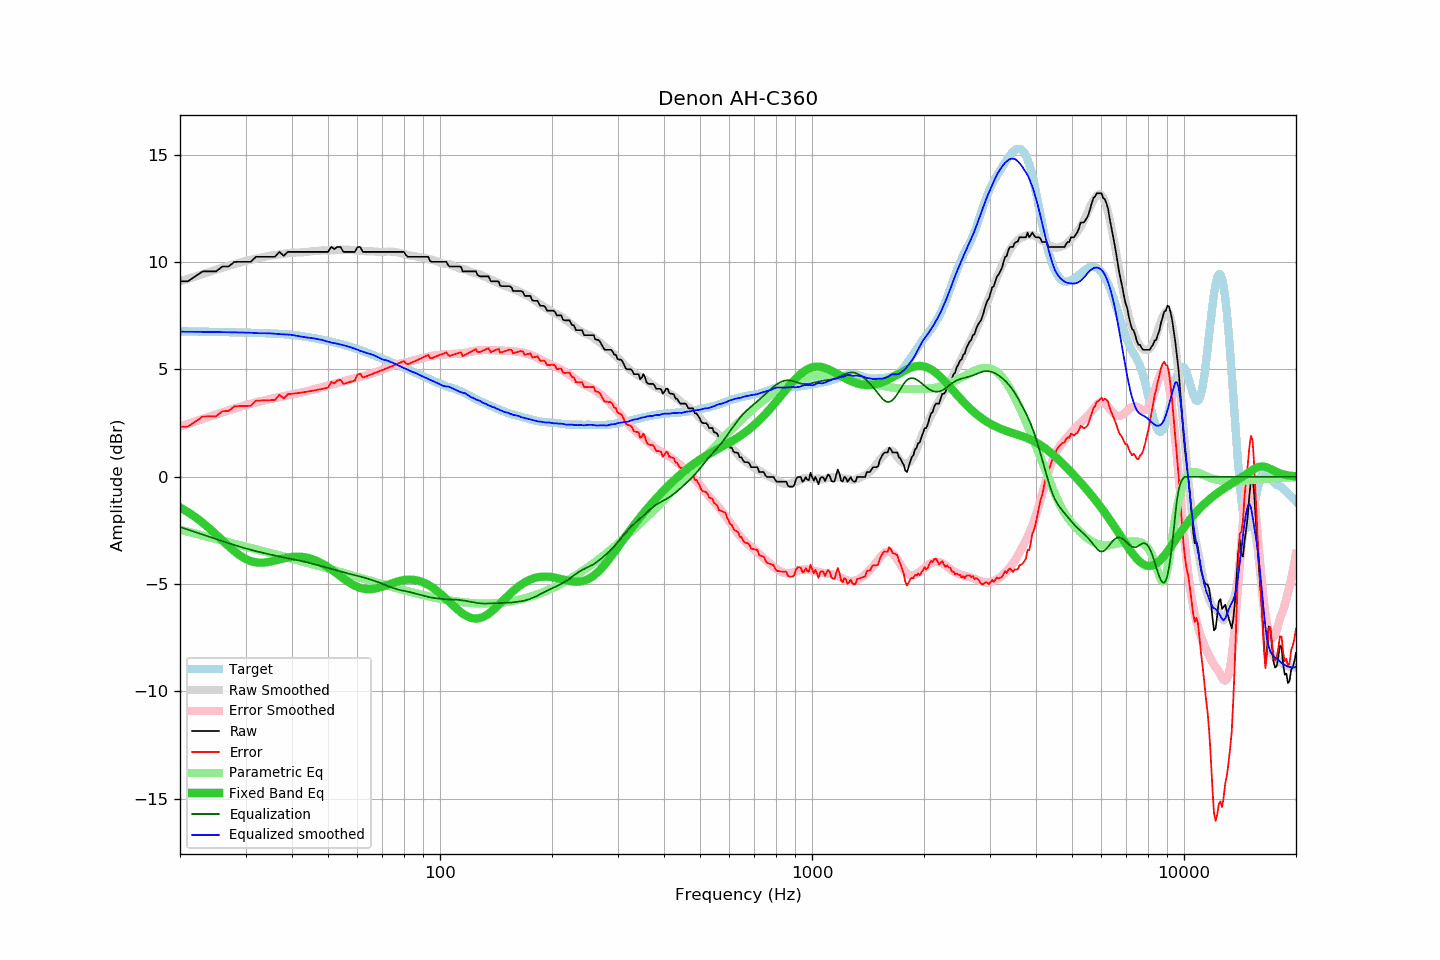 Denon AH-C360
15
10
5
0
−5
−10
−15
Amplitude (dBr)
Target
Raw Smoothed
Error Smoothed
Raw
Error
Parametric Eq
Fixed Band Eq
Equalization
Equalized smoothed
100
1000
10000
Frequency (Hz)